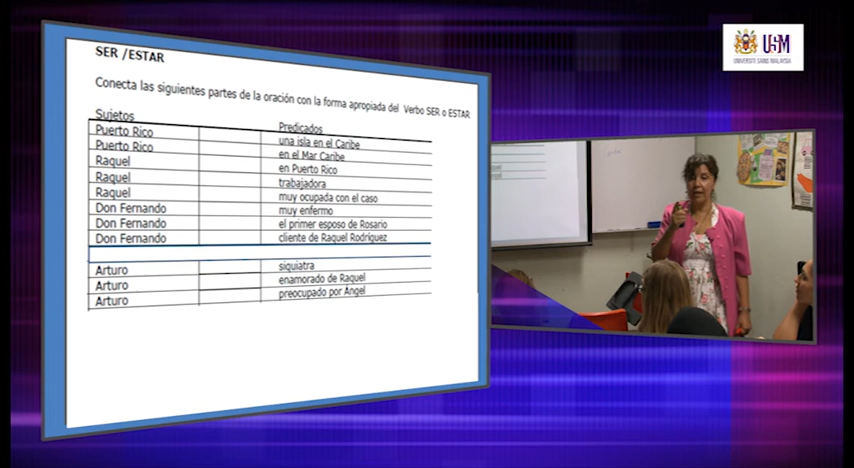 SER /ESTAR
Conecta las siguientes partes de la oración con la forma apropiada del Verbo SER o ESTAR
Sujetos Predicados
Puerto Rico una isla en el Caribe
Puerto Rico en el Mar Caribe
Raquel en Puerto Rico
Raquel trabajadora
Raquel muy ocupada con el caso
Don Fernando muy enfermo
Don Fernando el primer esposo de Rosario
Don Fernando cliente de Raquel Rodríguez
Arturo siquiatra
Arturo enamorado de Raquel
Arturo preocupado por Ángel
USM
UNIVERSITI SAINS MALAYSIA